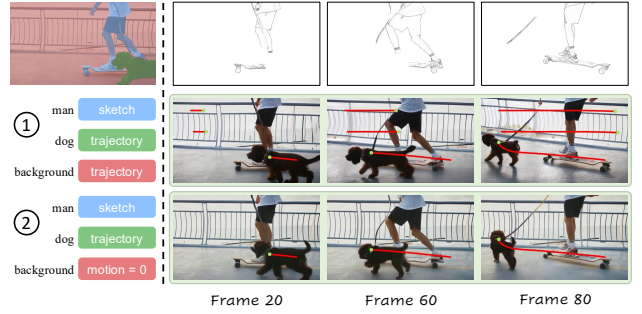 ①
man sketch
dog trajectory
background trajectory
②
man sketch
dog trajectory
background motion = 0
Frame 20 Frame 60 Frame 80